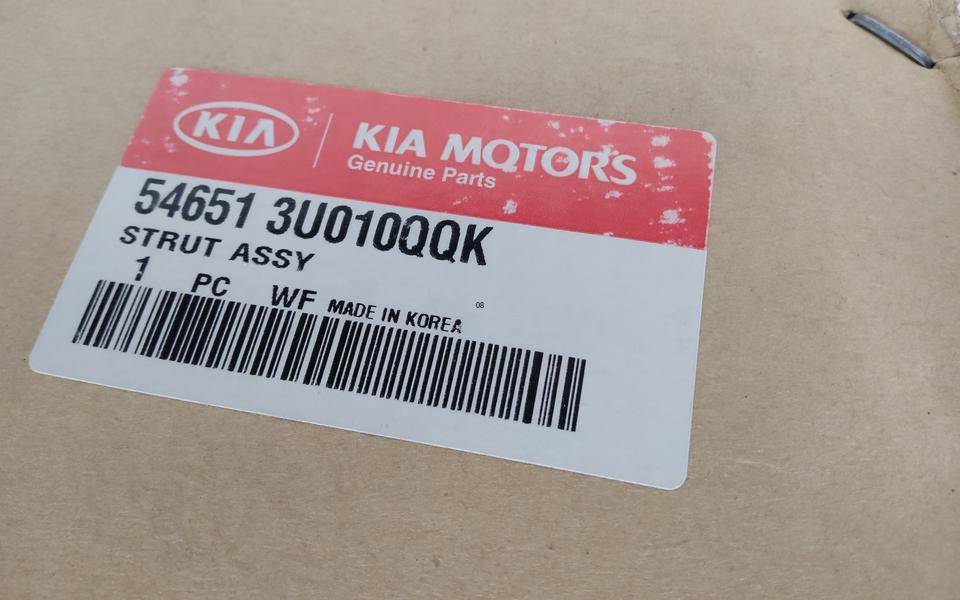 KIA
KIA MOTORS
Genuine Parts
54651 3U010QQK
STRUT ASSY
1 PC WF MADE IN KOREA
08